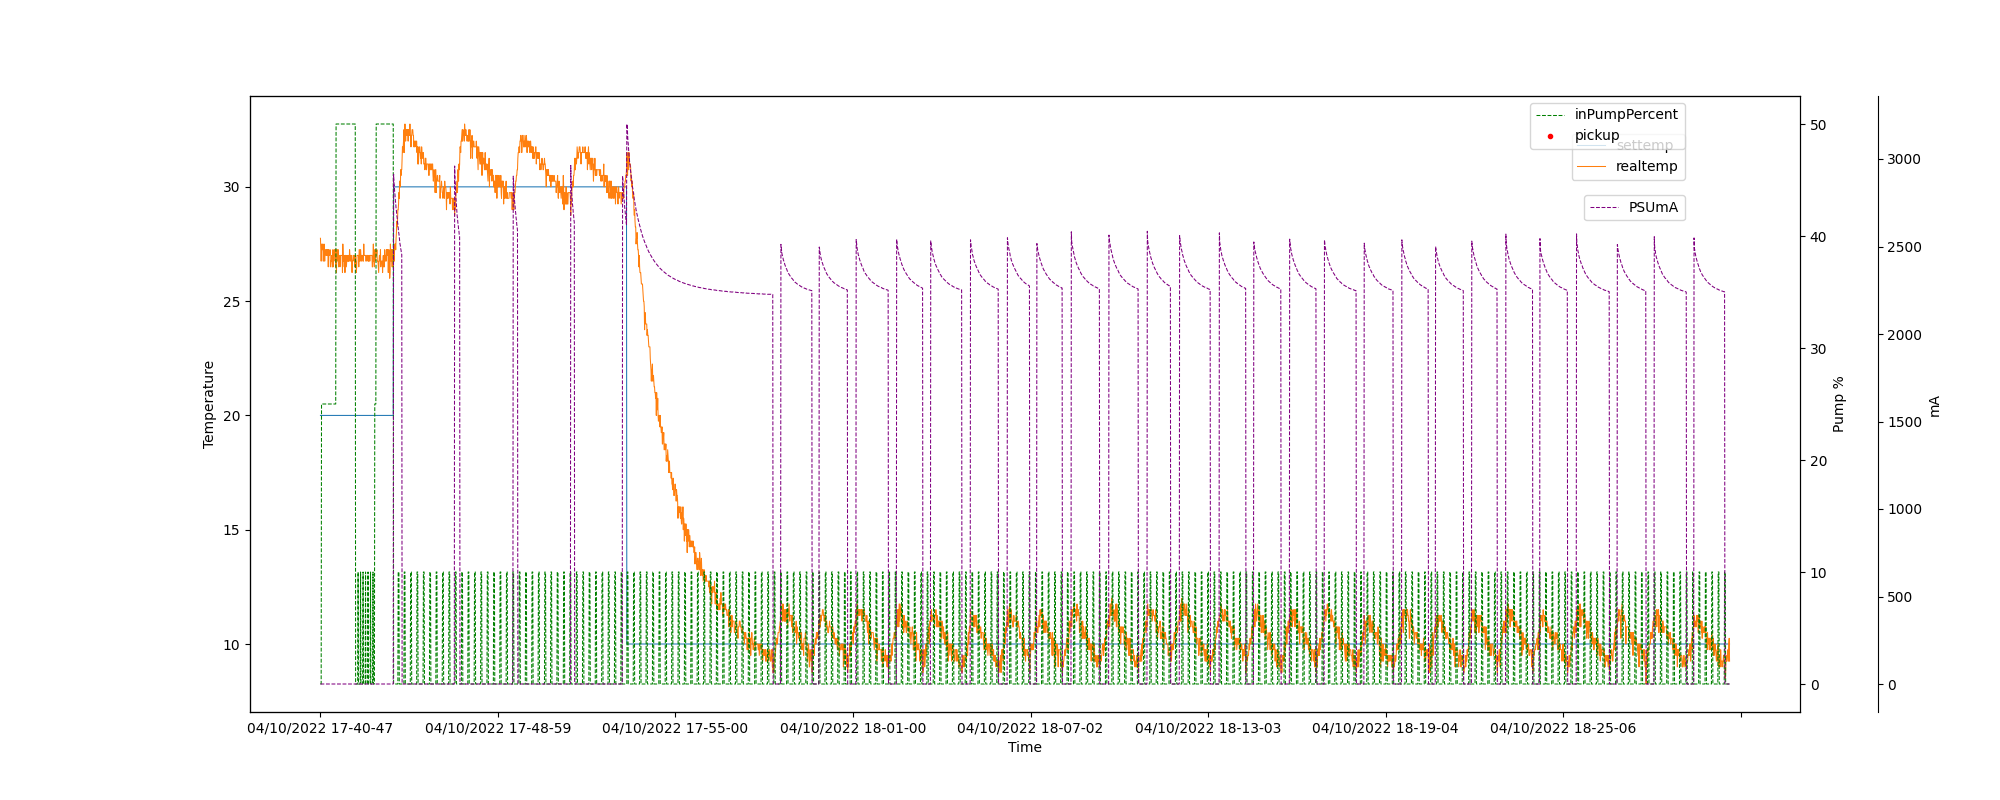 inPumpPercent
pickup
settemp
realtemp
PSUmA
30
25
20
15
10
Temperature
50
40
30
20
10
0
Pump %
3000
2500
2000
1500
1000
500
0
mA
04/10/2022 17-40-47
04/10/2022 17-48-59
04/10/2022 17-55-00
04/10/2022 18-01-00
04/10/2022 18-07-02
04/10/2022 18-13-03
04/10/2022 18-19-04
04/10/2022 18-25-06
Time